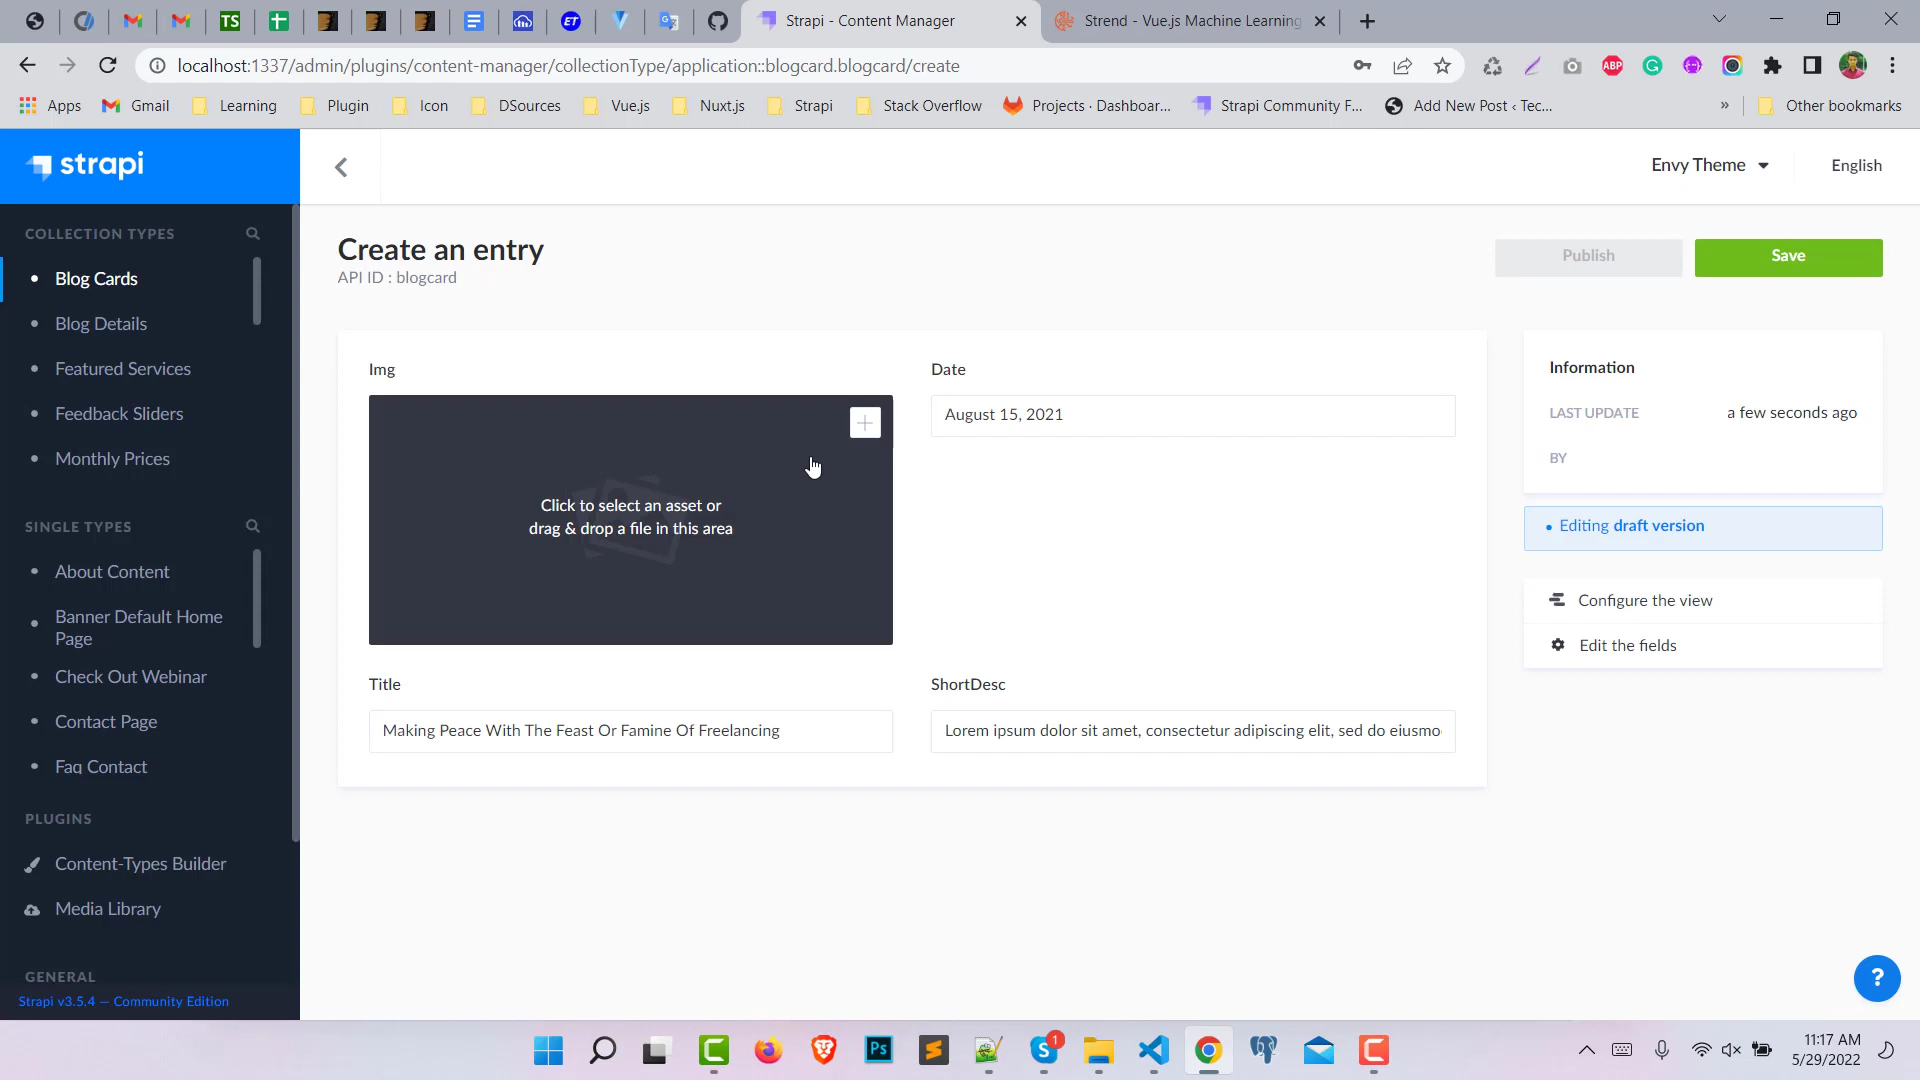 TS
ET
Strapi - Content Manager
Strend - Vue.js Machine Learning
localhost:1337/admin/plugins/content-manager/collectionType/application::blogcard.blogcard/create
ABP
Apps
Gmail
Learning
Plugin
Icon
DSources
Vue.js
Nuxt.js
Strapi
Stack Overflow
Projects · Dashboar...
Strapi Community F...
Add New Post ‹ Tec...
»
Other bookmarks
strapi
Envy Theme
English
COLLECTION TYPES
Blog Cards
Blog Details
Featured Services
Feedback Sliders
Monthly Prices
SINGLE TYPES
About Content
Banner Default Home
Page
Check Out Webinar
Contact Page
Faq Contact
PLUGINS
Content-Types Builder
Media Library
GENERAL
Strapi v3.5.4 — Community Edition
Create an entry
API ID : blogcard
Publish
Save
Img
Click to select an asset or
drag & drop a file in this area
Date
August 15, 2021
Title
Making Peace With The Feast Or Famine Of Freelancing
ShortDesc
Lorem ipsum dolor sit amet, consectetur adipiscing elit, sed do eiusmo
Information
LAST UPDATE
a few seconds ago
BY
Editing draft version
Configure the view
Edit the fields
?
Ps
1
11:17 AM
5/29/2022